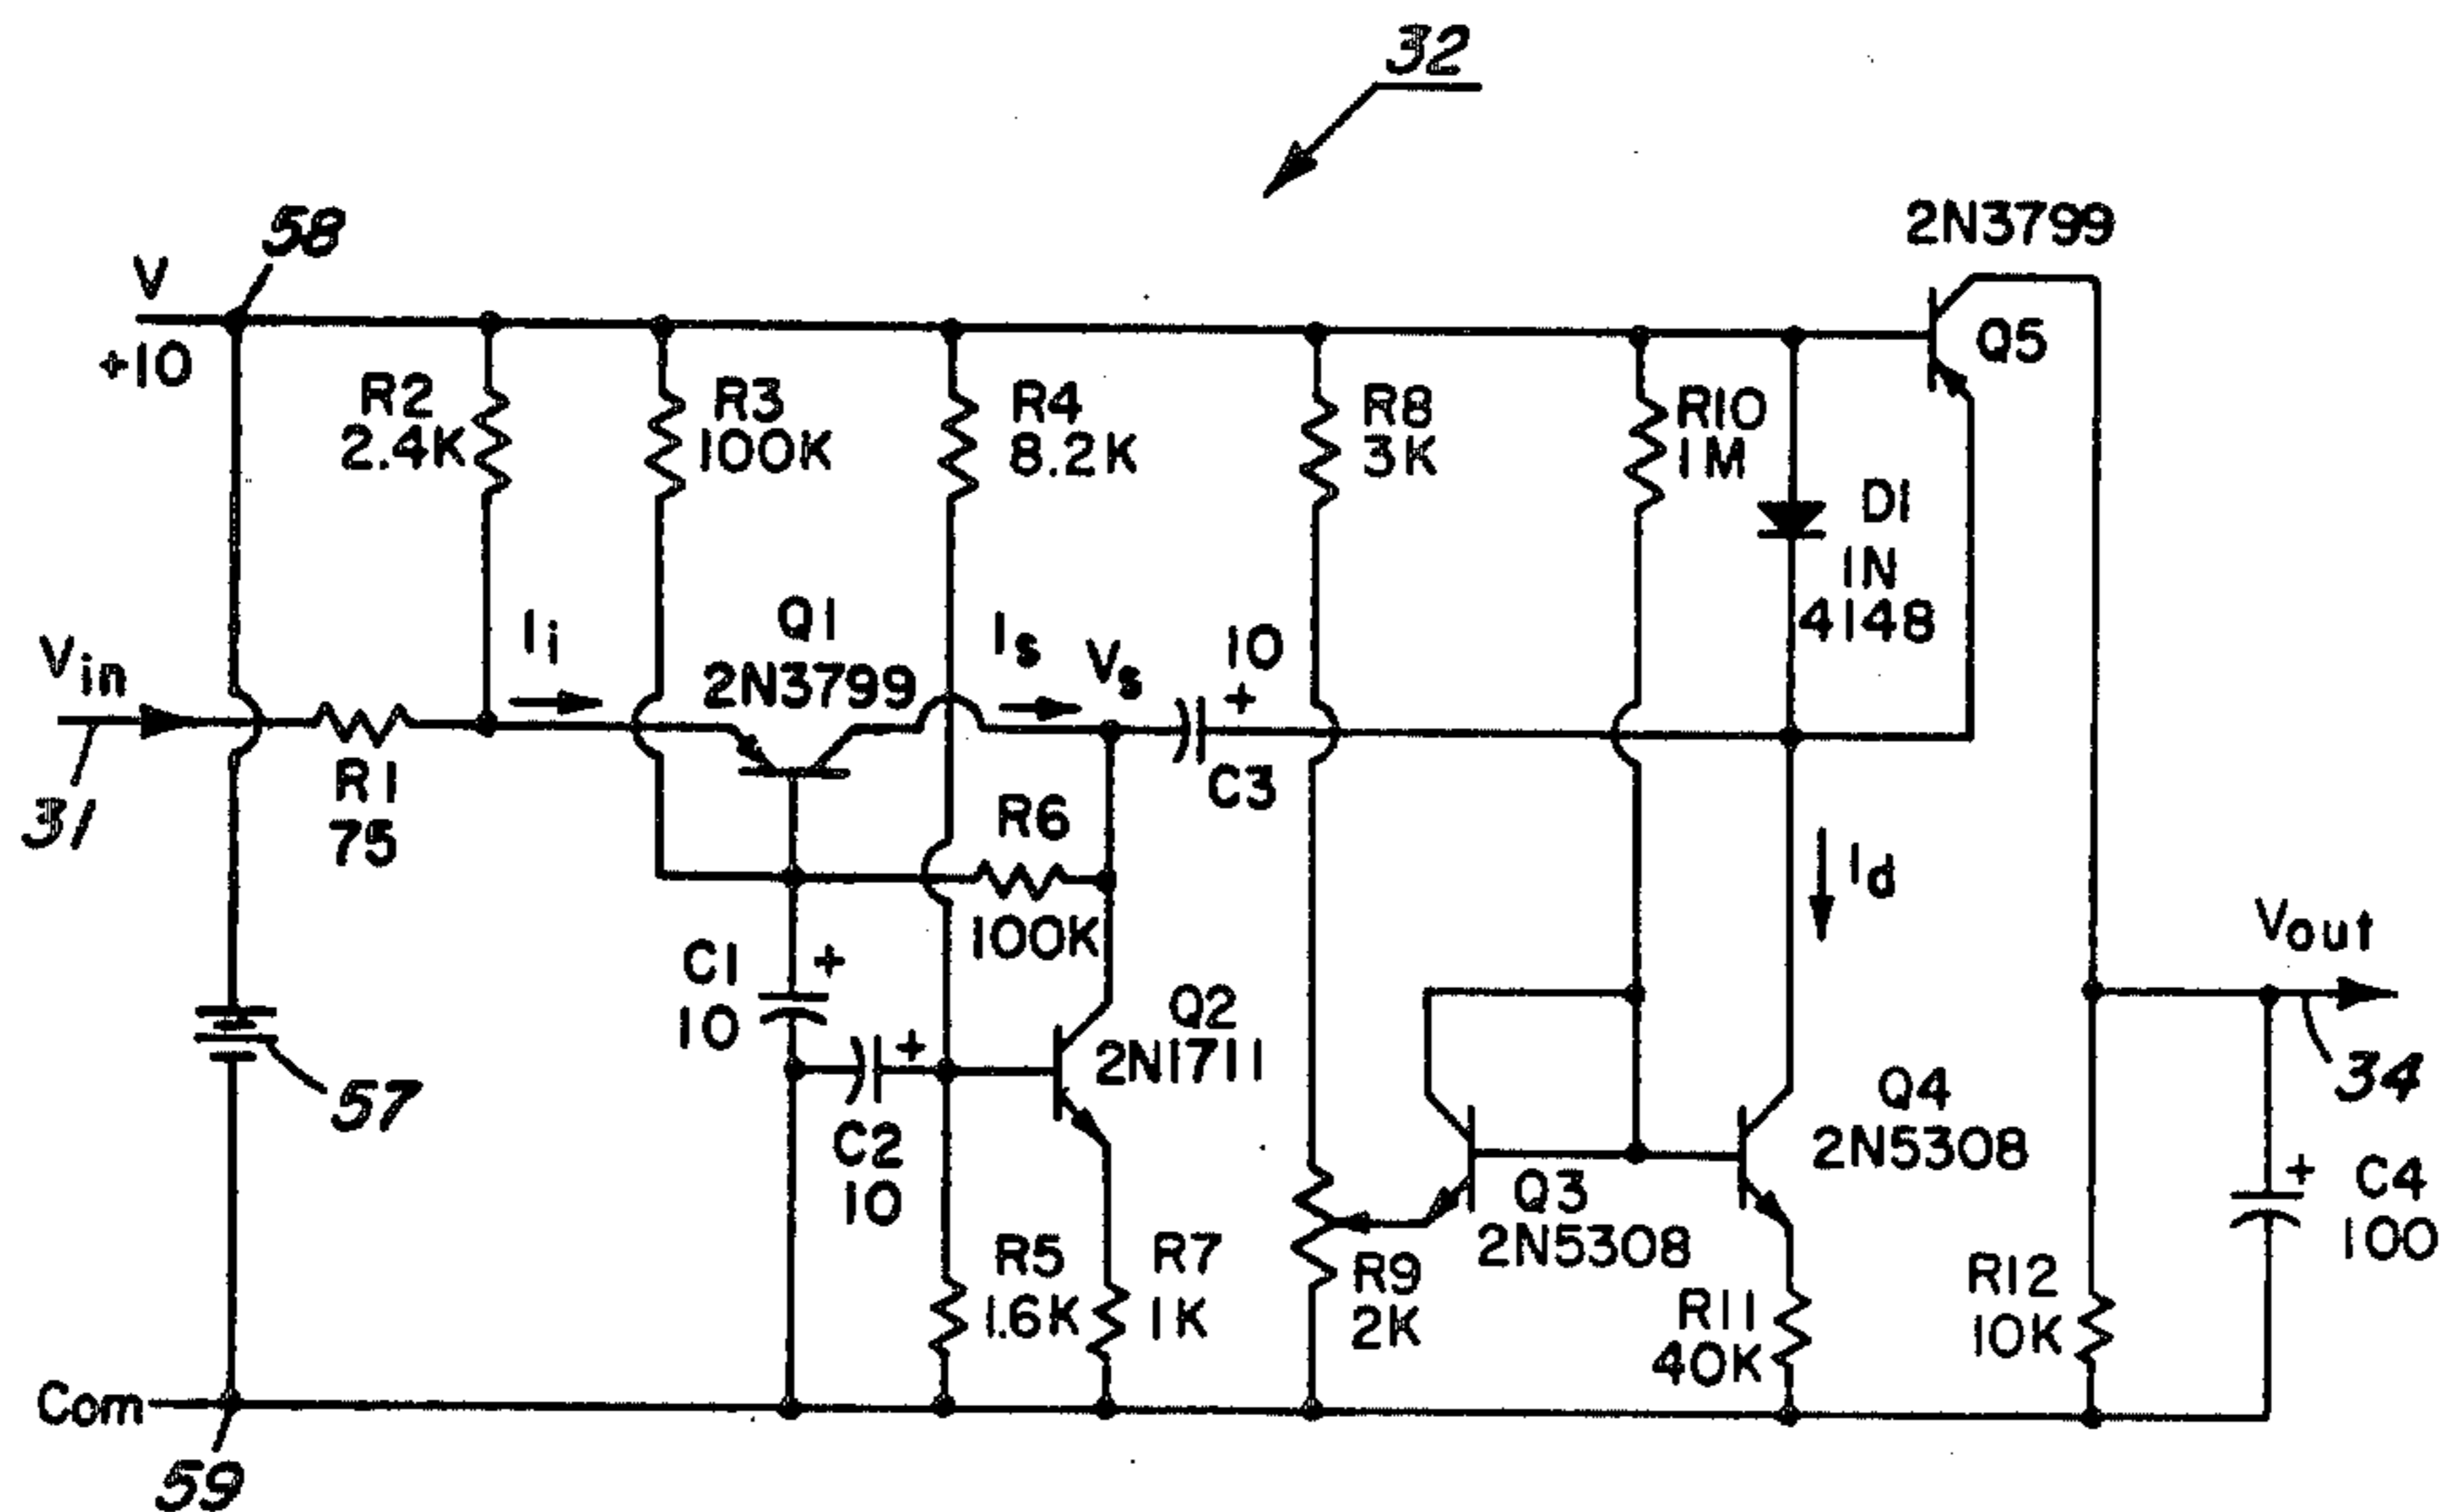 32
58
V
+10
2N3799
Q5
R2
2.4K
R3
100K
R4
8.2K
R8
3K
R10
1M
D1
1N
4148
Vin
31
R1
75
Ii
Q1
2N3799
Is
Vs
10
+
C3
R6
100K
Id
C1
10
+
C2
10
+
Q2
2N1711
57
Vout
34
Q3
2N5308
Q4
2N5308
C4
100
+
R5
1.6K
R7
1K
R9
2K
R11
40K
R12
10K
Com
59